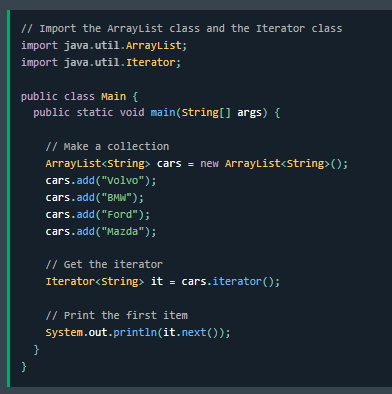 // Import the ArrayList class and the Iterator class
import java.util.ArrayList;
import java.util.Iterator;

public class Main {
  public static void main(String[] args) {

    // Make a collection
    ArrayList<String> cars = new ArrayList<String>();
    cars.add("Volvo");
    cars.add("BMW");
    cars.add("Ford");
    cars.add("Mazda");

    // Get the iterator
    Iterator<String> it = cars.iterator();

    // Print the first item
    System.out.println(it.next());
  }
}